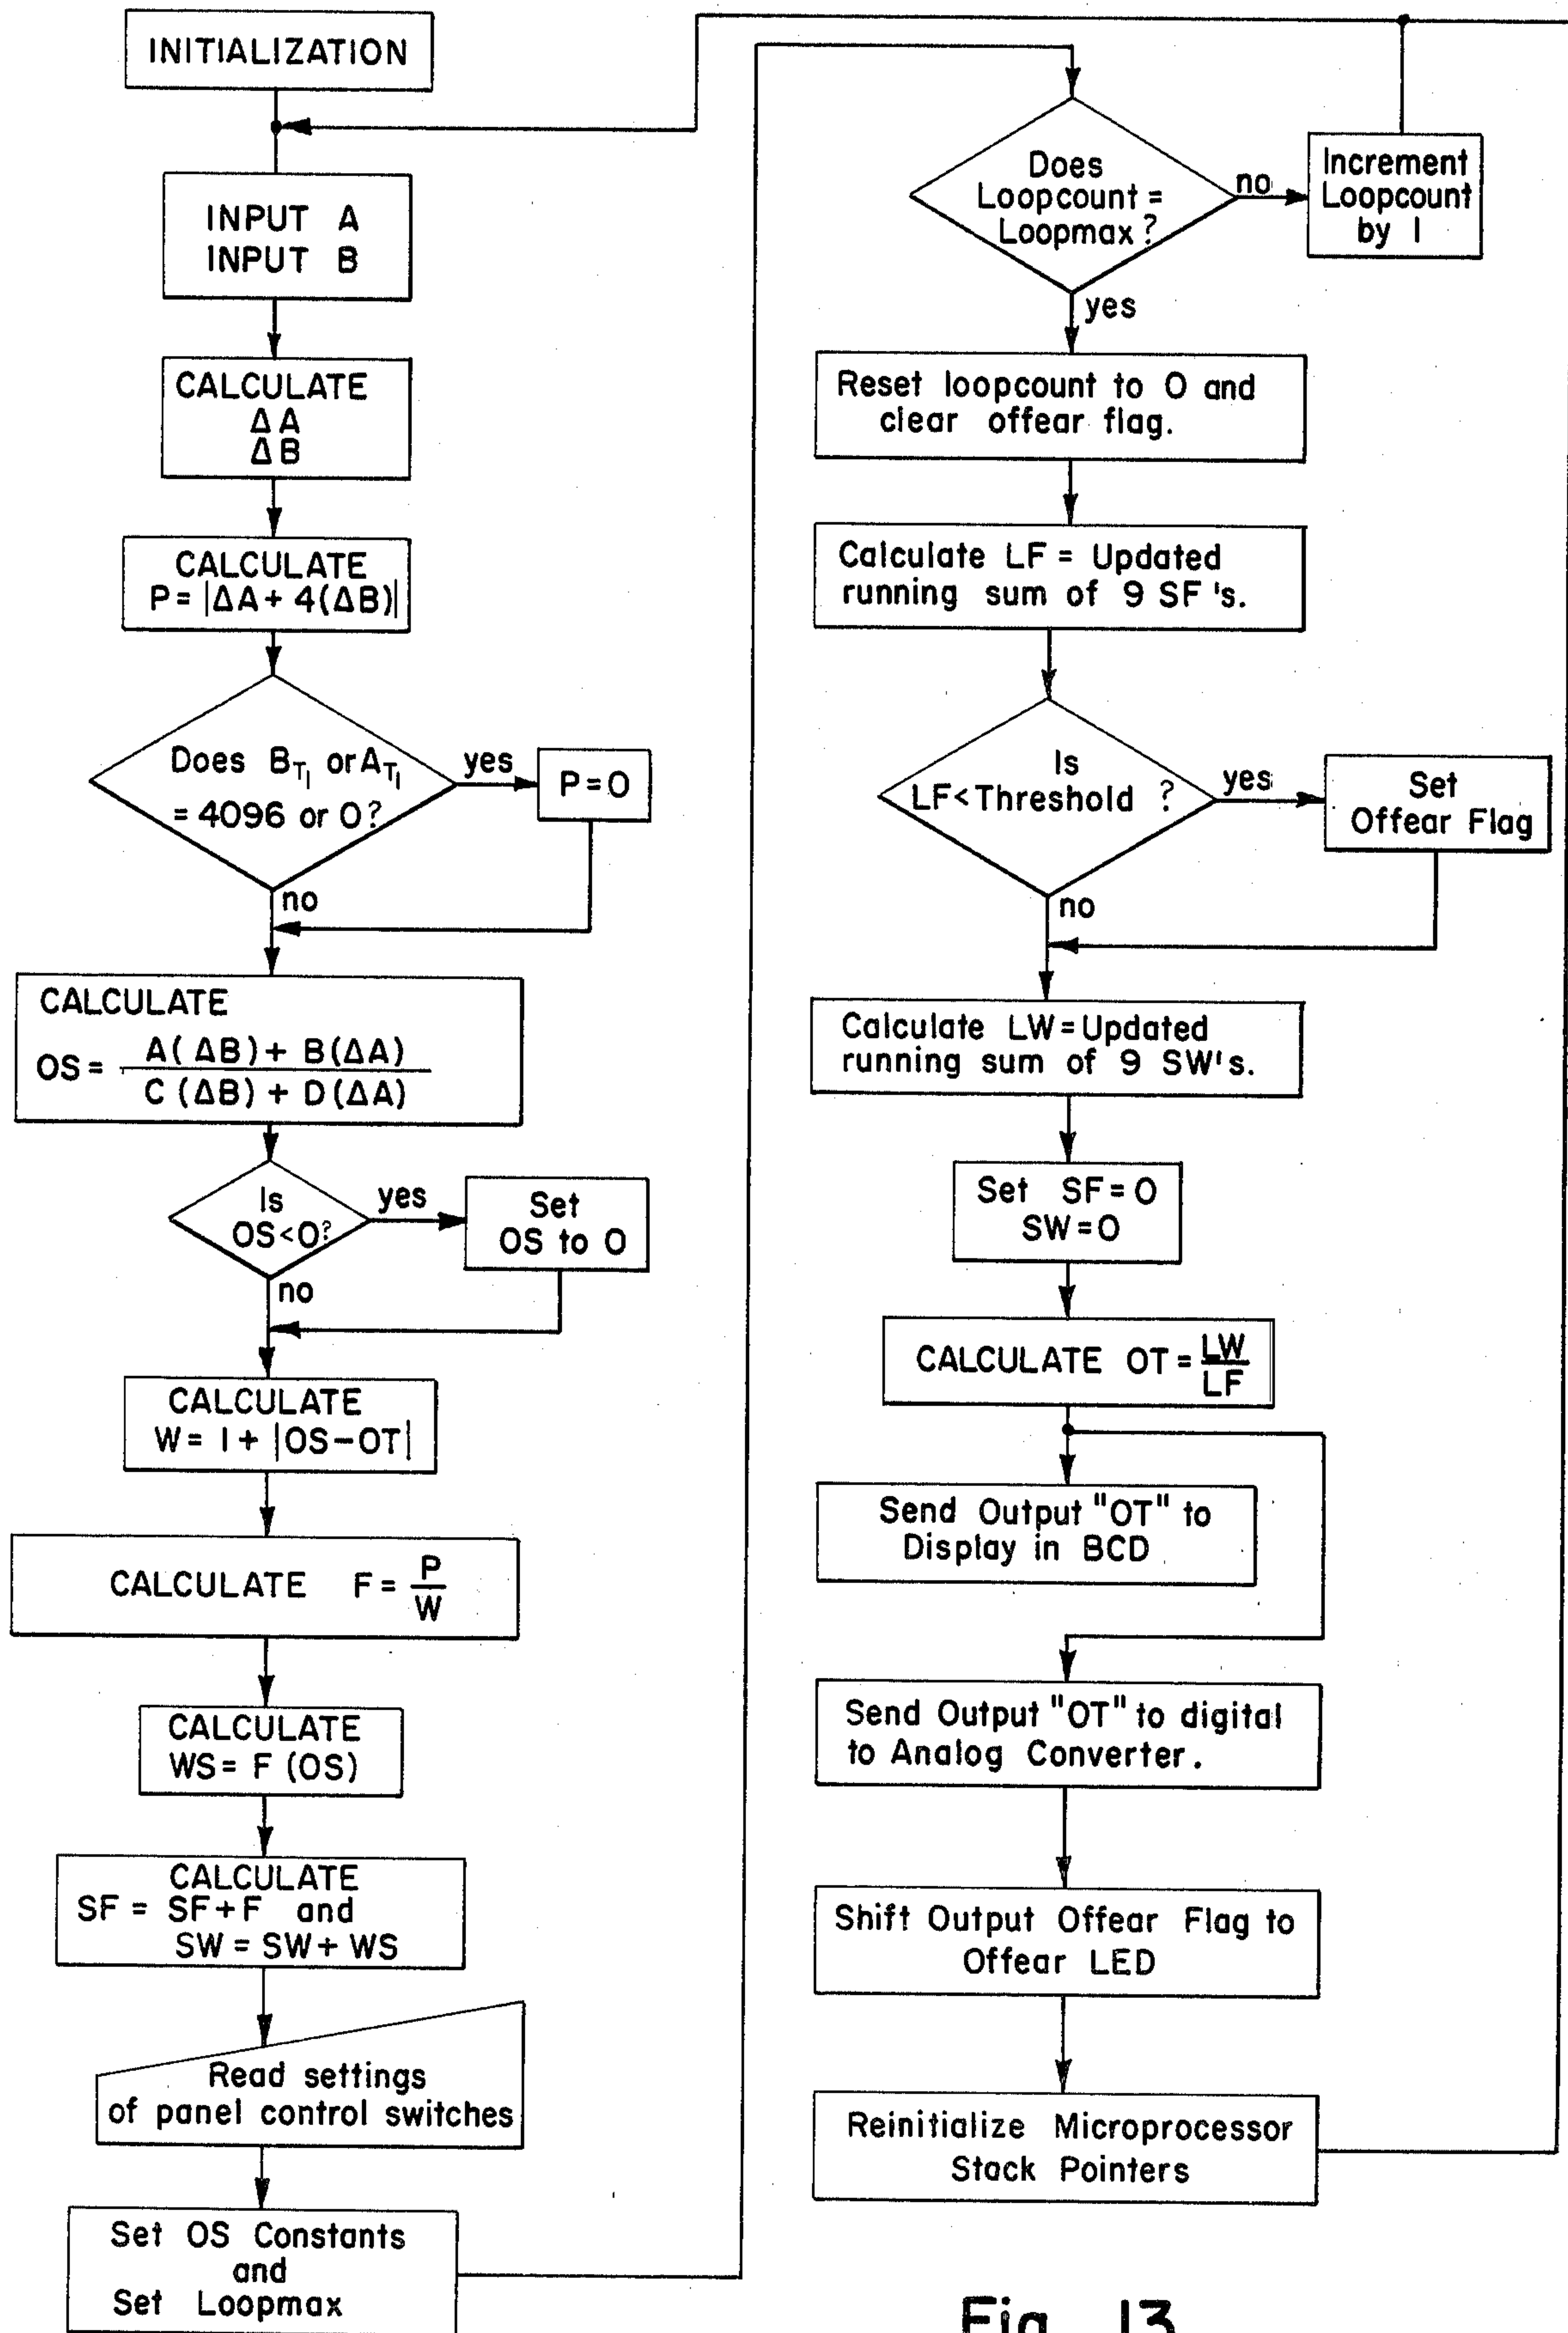 INITIALIZATION
INPUT A
INPUT B
CALCULATE
ΔA
ΔB
CALCULATE
P = |ΔA + 4(ΔB)|
Does B_T1 or A_T1
= 4096 or 0?
yes
P = 0
no
CALCULATE
OS = A(ΔB) + B(ΔA)
C(ΔB) + D(ΔA)
Is
OS<0?
yes
Set
OS to 0
no
CALCULATE
W = 1 + |OS-OT|
CALCULATE F = P
W
CALCULATE
WS = F (OS)
CALCULATE
SF = SF+F and
SW = SW + WS
Read settings
of panel control switches
Set OS Constants
and
Set Loopmax
Does
Loopcount =
Loopmax?
no
Increment
Loopcount
by 1
yes
Reset loopcount to 0 and
clear offear flag.
Calculate LF = Updated
running sum of 9 SF's.
Is
LF<Threshold ?
yes
Set
Offear Flag
no
Calculate LW = Updated
running sum of 9 SW's.
Set SF = 0
SW = 0
CALCULATE OT = LW
LF
Send Output "OT" to
Display in BCD
Send Output "OT" to digital
to Analog Converter.
Shift Output Offear Flag to
Offear LED
Reinitialize Microprocessor
Stack Pointers
Fig. 13